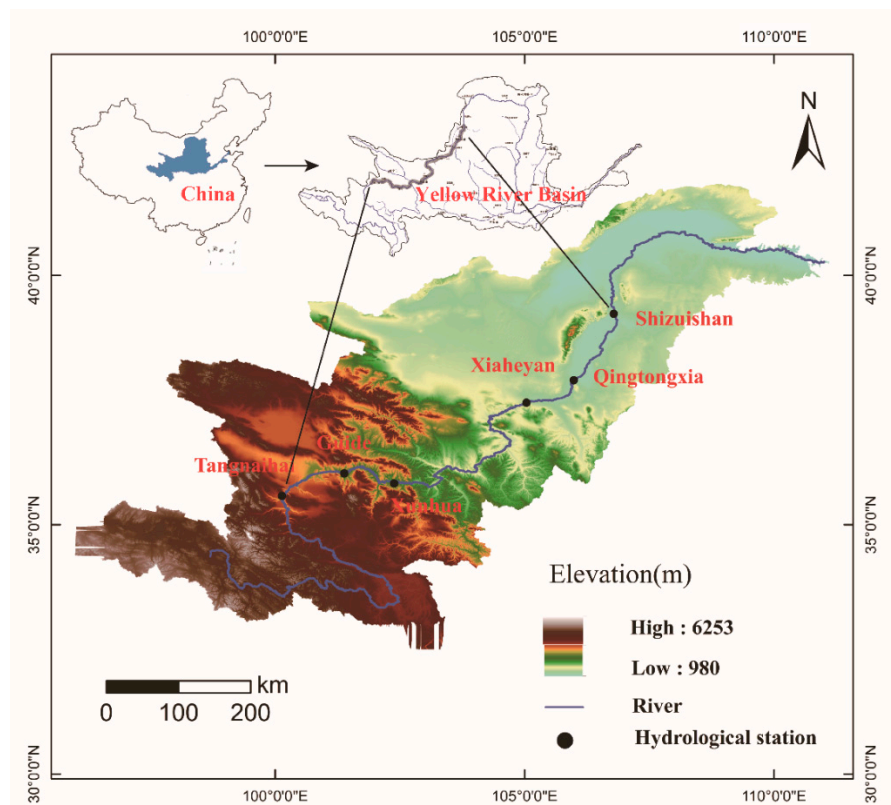 100°0'0"E 105°0'0"E 110°0'0"E
N
China
Yellow River Basin
40°0'0"N
40°0'0"N
Shizuishan
Xiaheyan
Qingtongxia
Guide
Tangnaiha
Xunhua
35°0'0"N
35°0'0"N
Elevation(m)
High : 6253
Low : 980
km
0 100 200
River
Hydrological station
30°0'0"N
30°0'0"N
100°0'0"E 105°0'0"E 110°0'0"E